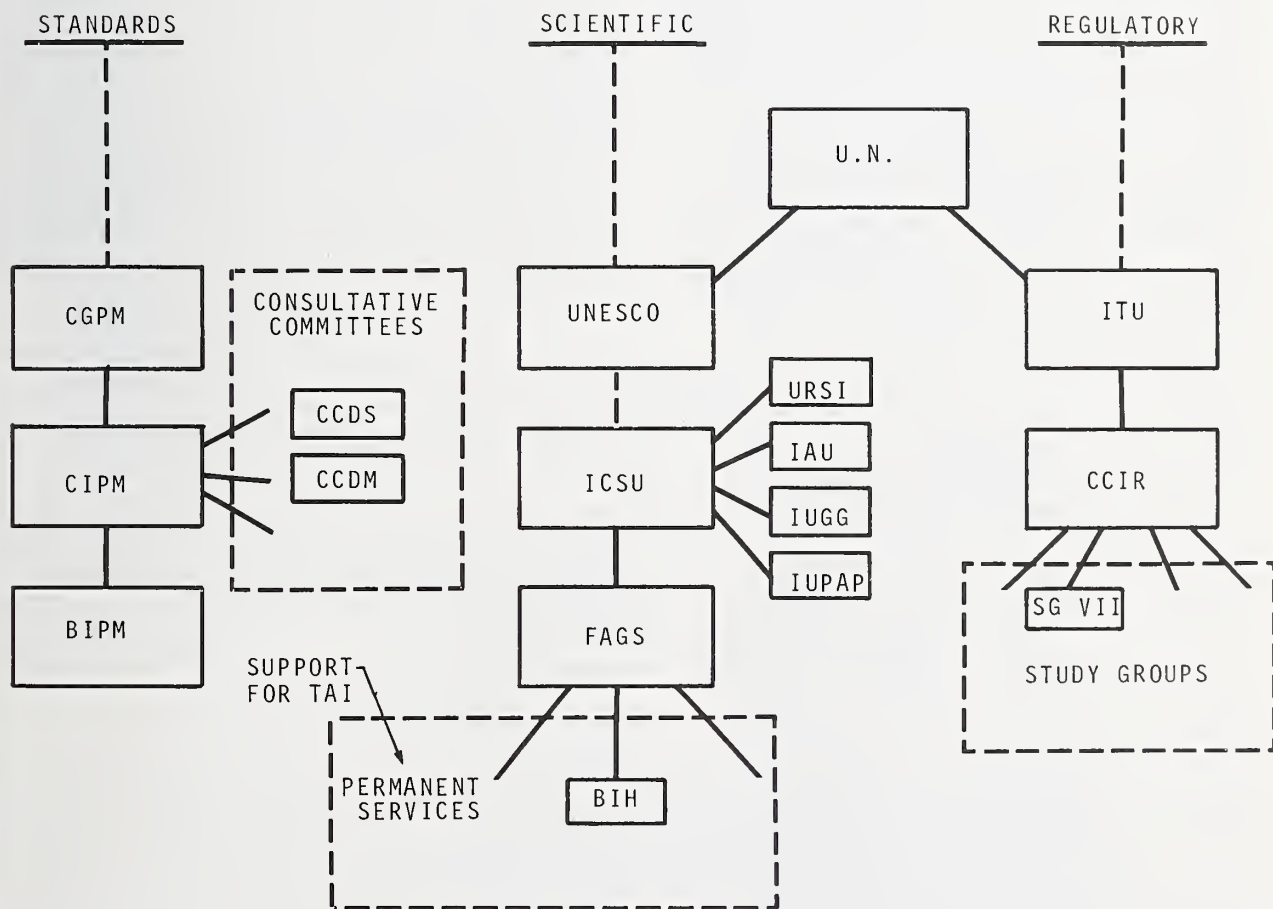 STANDARDS
SCIENTIFIC
REGULATORY
U.N.
CGPM
CONSULTATIVE
COMMITTEES
UNESCO
ITU
CCDS
URSI
CIPM
CCDM
ICSU
IAU
CCIR
IUGG
IUPAP
BIPM
FAGS
SG VII
STUDY GROUPS
SUPPORT
FOR TAI
PERMANENT
SERVICES
BIH